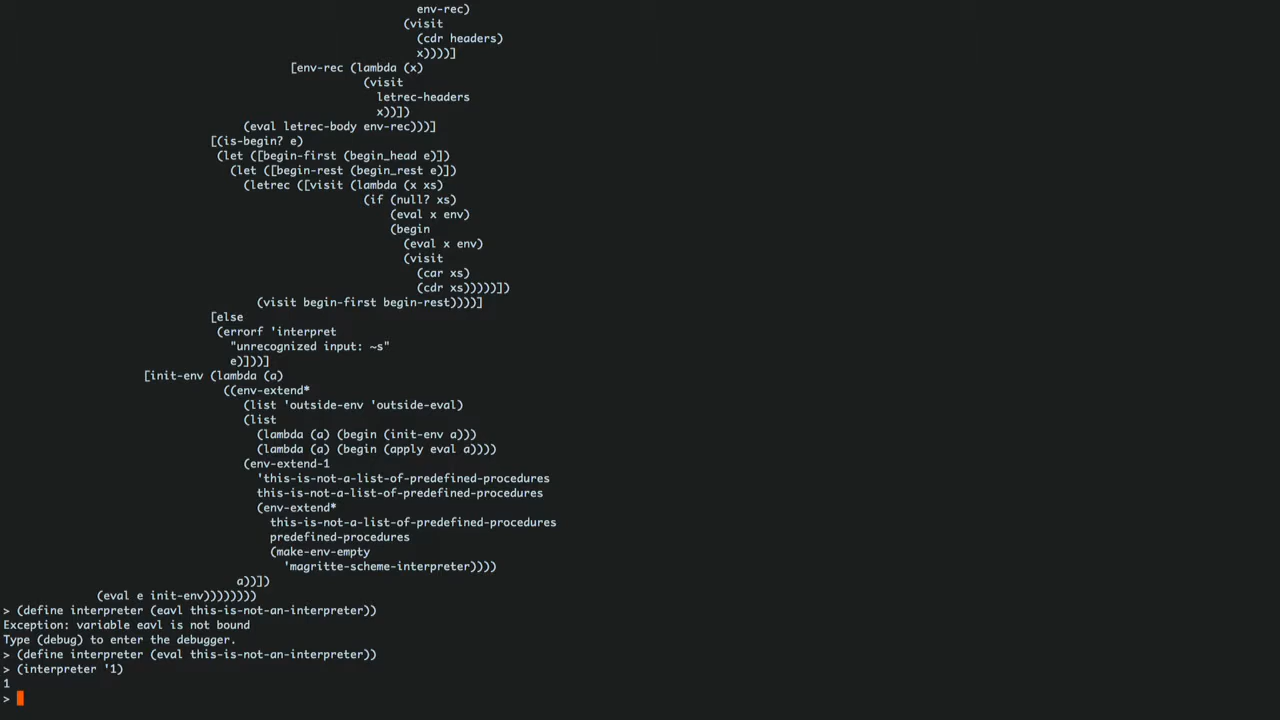 env-rec)
(visit
(cdr headers)
x))))]
[env-rec (lambda (x)
(visit
letrec-headers
x))])
(eval letrec-body env-rec)))]
[(is-begin? e)
(let ([begin-first (begin_head e)])
(let ([begin-rest (begin_rest e)])
(letrec ([visit (lambda (x xs)
(if (null? xs)
(eval x env)
(begin
(eval x env)
(visit
(car xs)
(cdr xs)))))])
(visit begin-first begin-rest))))]
[else
(errorf 'interpret
"unrecognized input: ~s"
e)]))]
[init-env (lambda (a)
((env-extend*
(list 'outside-env 'outside-eval)
(list
(lambda (a) (begin (init-env a)))
(lambda (a) (begin (apply eval a))))
(env-extend-1
'this-is-not-a-list-of-predefined-procedures
this-is-not-a-list-of-predefined-procedures
(env-extend*
this-is-not-a-list-of-predefined-procedures
predefined-procedures
(make-env-empty
'magritte-scheme-interpreter))))
a))])
(eval e init-env))))))))
> (define interpreter (eavl this-is-not-an-interpreter))
Exception: variable eavl is not bound
Type (debug) to enter the debugger.
> (define interpreter (eval this-is-not-an-interpreter))
> (interpreter '1)
1
>